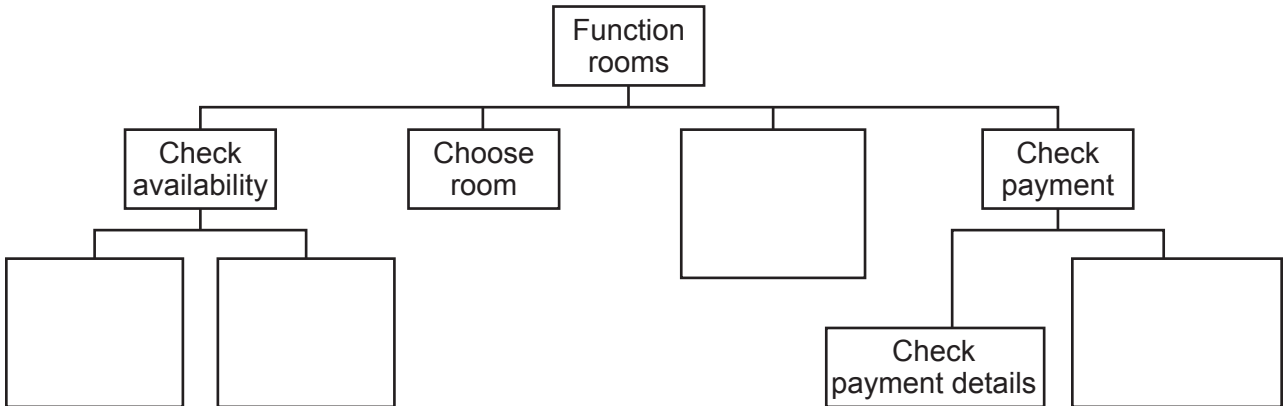 Function
rooms
Check
availability
Choose
room
Check
payment
Check
payment details